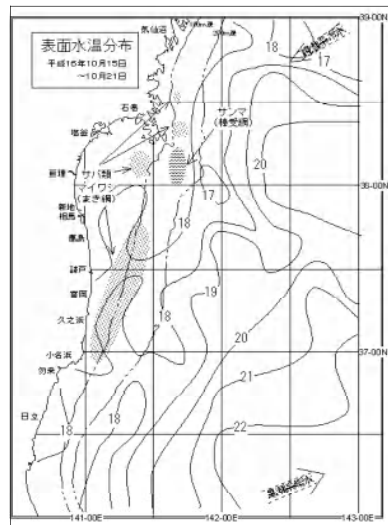 39-00N
表面水温分布
平成16年10月15日
~10月21日
気仙沼
18
17
石巻
塩釜
サンマ
(棒受網)
20
亘理
サバ類
マイワシ
(まき網)
38-00N
新地
相馬
17
鹿島
18
請戸
19
富岡
18
久之浜
20
小名浜
37-00N
勿来
21
日立
18
22
18
141-00E
142-00E
143-00E